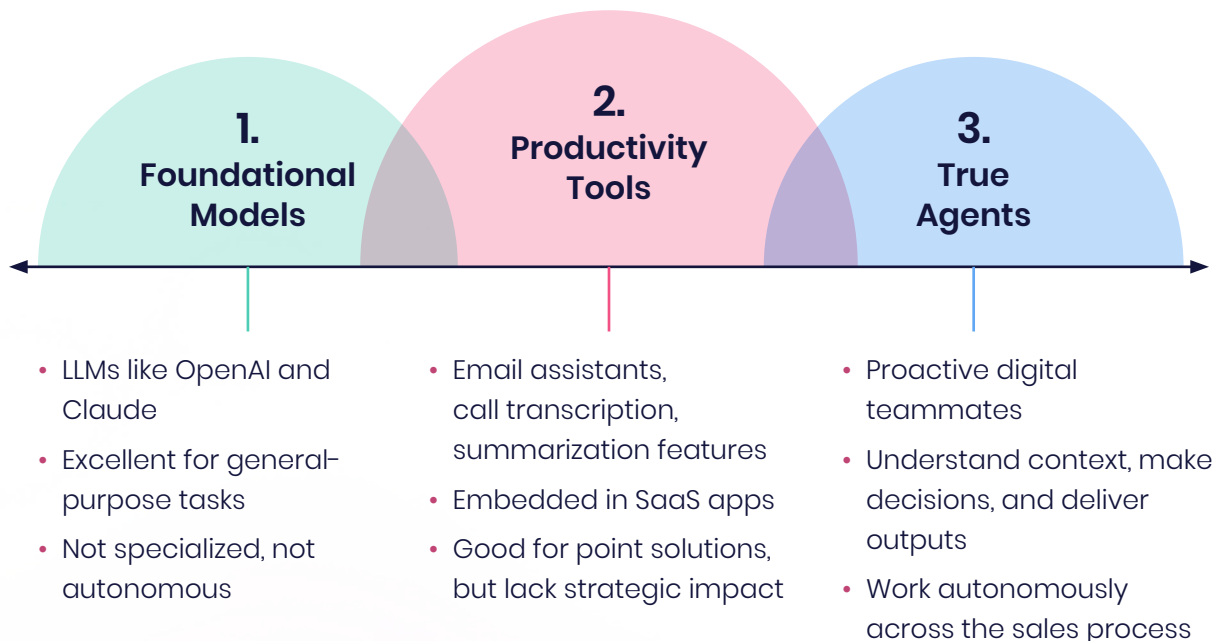 1.
Foundational
Models
2.
Productivity
Tools
3.
True
Agents
• LLMs like OpenAI and
Claude
• Excellent for general-
purpose tasks
• Not specialized, not
autonomous
• Email assistants,
call transcription,
summarization features
• Embedded in SaaS apps
• Good for point solutions,
but lack strategic impact
• Proactive digital
teammates
• Understand context, make
decisions, and deliver
outputs
• Work autonomously
across the sales process